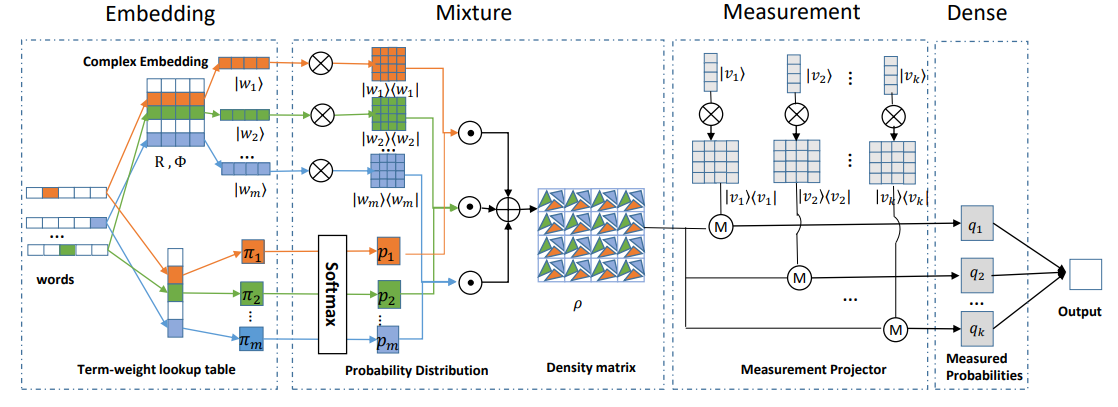 Embedding
Mixture
Measurement
Dense
Complex Embedding
R , Φ
|w₁⟩
|w₂⟩
...
|wₘ⟩
words
...
π₁
π₂
⋮
πₘ
Term-weight lookup table
|w₁⟩⟨w₁|
|w₂⟩⟨w₂|
...
|wₘ⟩⟨wₘ|
Softmax
p₁
p₂
⋮
pₘ
Probability Distribution
ρ
Density matrix
|v₁⟩
|v₂⟩
⋮
|vₖ⟩
|v₁⟩⟨v₁|
|v₂⟩⟨v₂|
⋮
|vₖ⟩⟨vₖ|
M
M
...
M
Measurement Projector
q₁
q₂
...
qₖ
Measured
Probabilities
Output